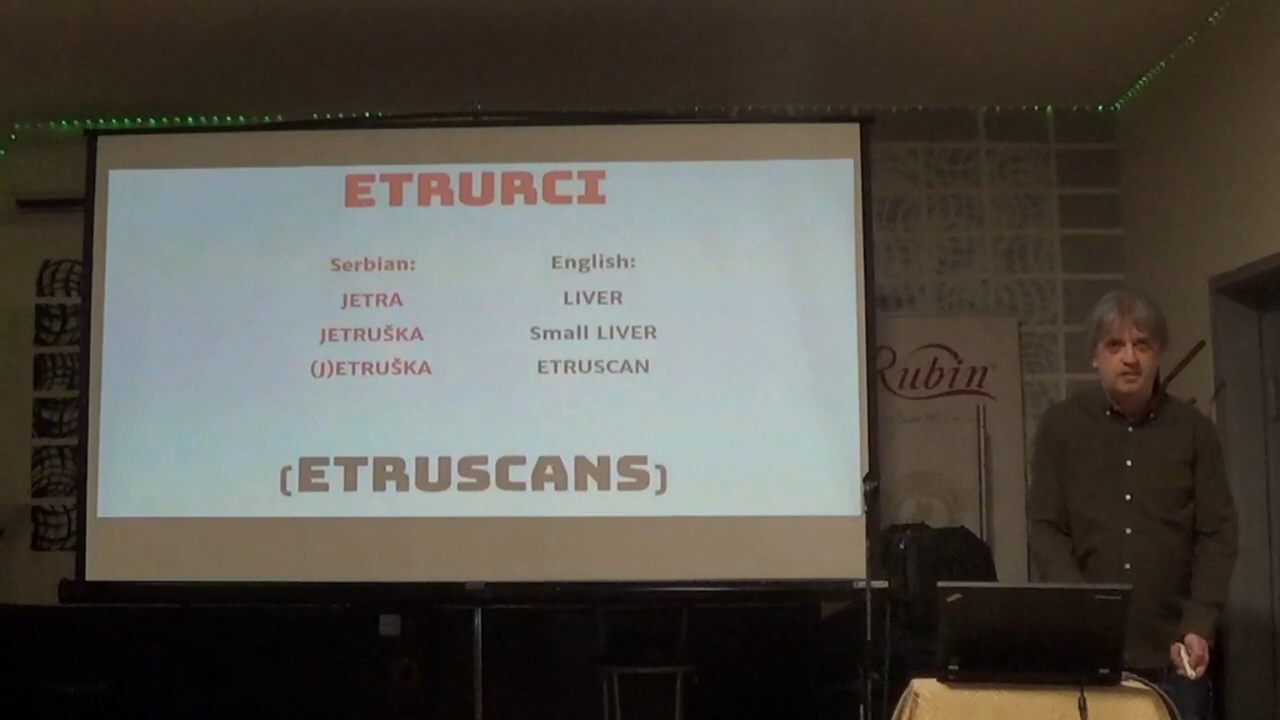 ETRURCI
Serbian: English:
JETRA LIVER
JETRUŠKA Small LIVER
(J)ETRUŠKA ETRUSCAN
(ETRUSCANS)
Rubin